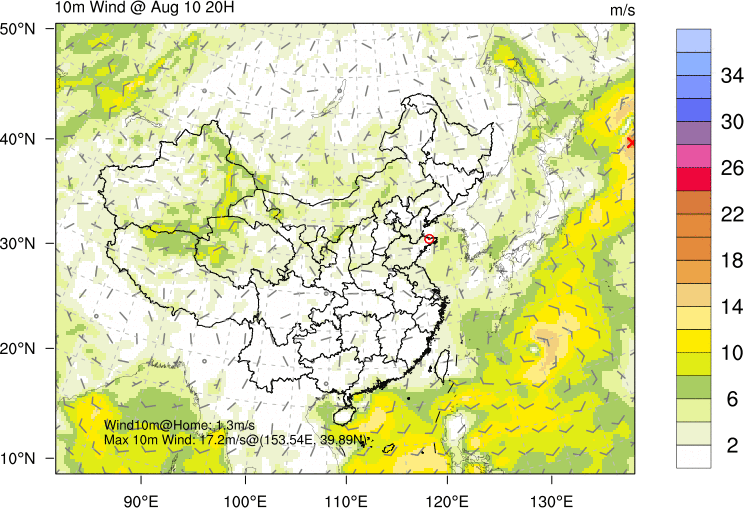 10m Wind @ Aug 10 20H
m/s
50°N
40°N
30°N
20°N
10°N
90°E
100°E
110°E
120°E
130°E
34
30
26
22
18
14
10
6
2
Wind10m@Home: 1.3m/s
Max 10m Wind: 17.2m/s@(153.54E, 39.89N)